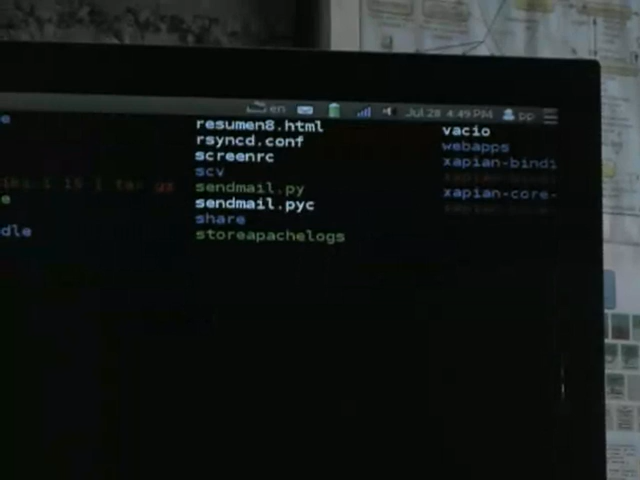 en Jul 28 4:49 PM pp
e resumen8.html vacio
rsyncd.conf webapps
screenrc xapian-bindi
scv
sendmail.py xapian-core-
e sendmail.pyc
share
dle storeapachelogs